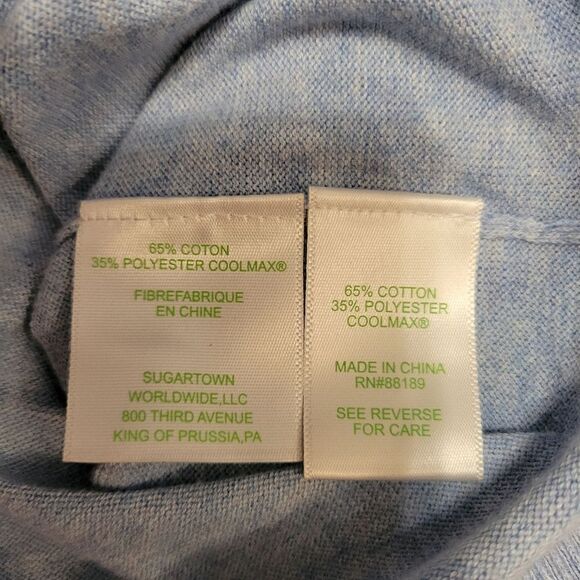 65% COTON
35% POLYESTER COOLMAX®
FIBREFABRIQUE
EN CHINE
SUGARTOWN
WORLDWIDE,LLC
800 THIRD AVENUE
KING OF PRUSSIA,PA
65% COTTON
35% POLYESTER
COOLMAX®
MADE IN CHINA
RN#88189
SEE REVERSE
FOR CARE